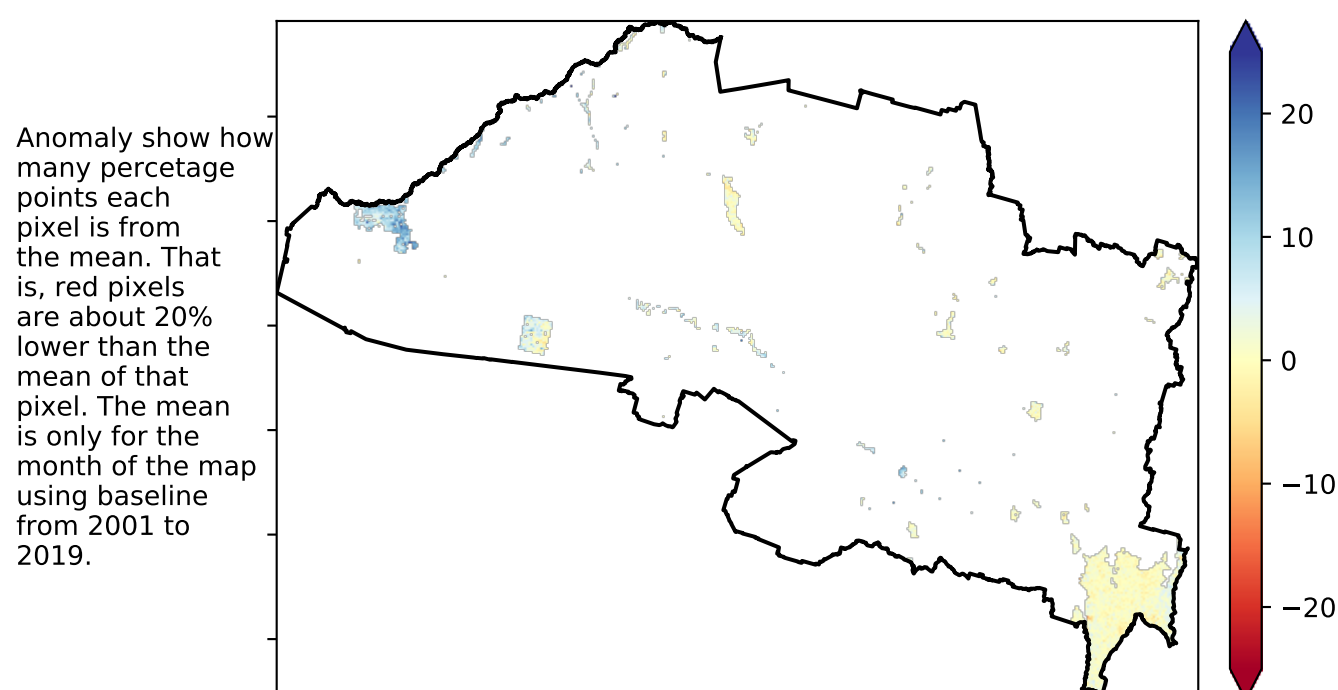 Anomaly show how
many percetage
points each
pixel is from
the mean. That
is, red pixels
are about 20%
lower than the
mean of that
pixel. The mean
is only for the
month of the map
using baseline
from 2001 to
2019.
20
10
0
−10
−20